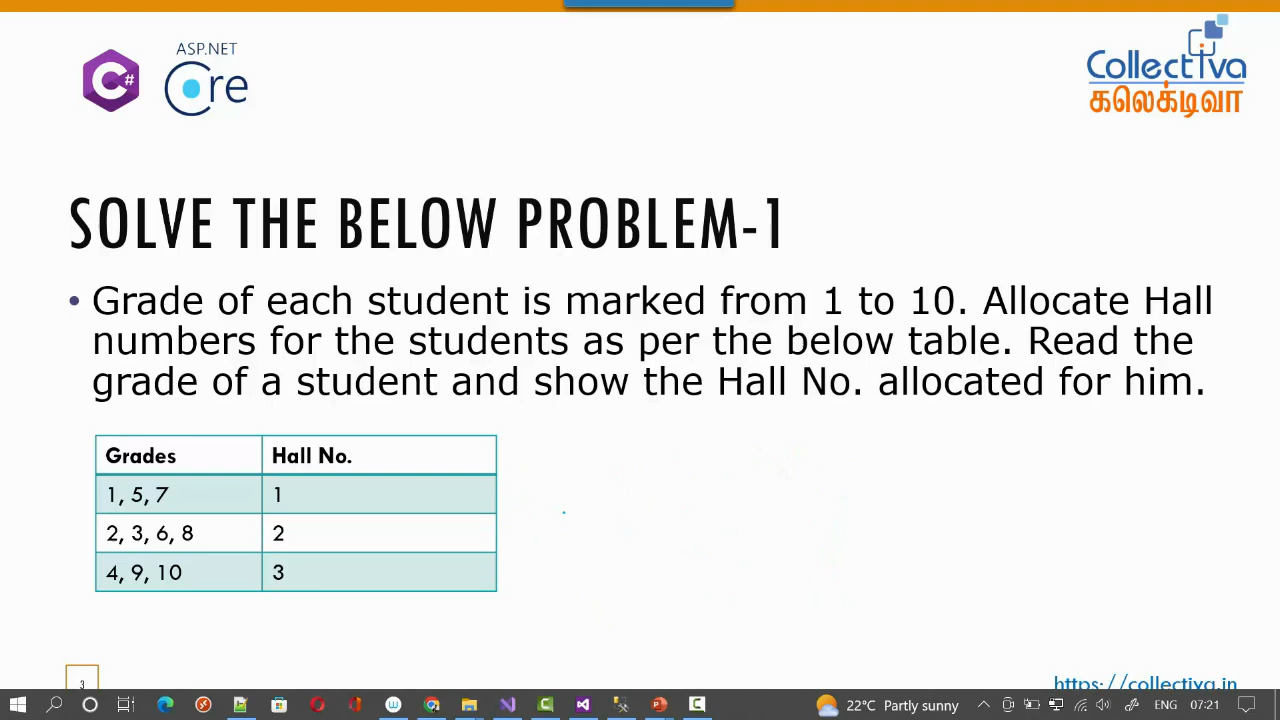 ASP.NET
C#
Core
Collectiva
கலெக்டிவா
SOLVE THE BELOW PROBLEM-1
• Grade of each student is marked from 1 to 10. Allocate Hall
numbers for the students as per the below table. Read the
grade of a student and show the Hall No. allocated for him.
Grades Hall No.
1, 5, 7 1
2, 3, 6, 8 2
4, 9, 10 3
3
https://collectiva.in
22°C Partly sunny ENG 07:21